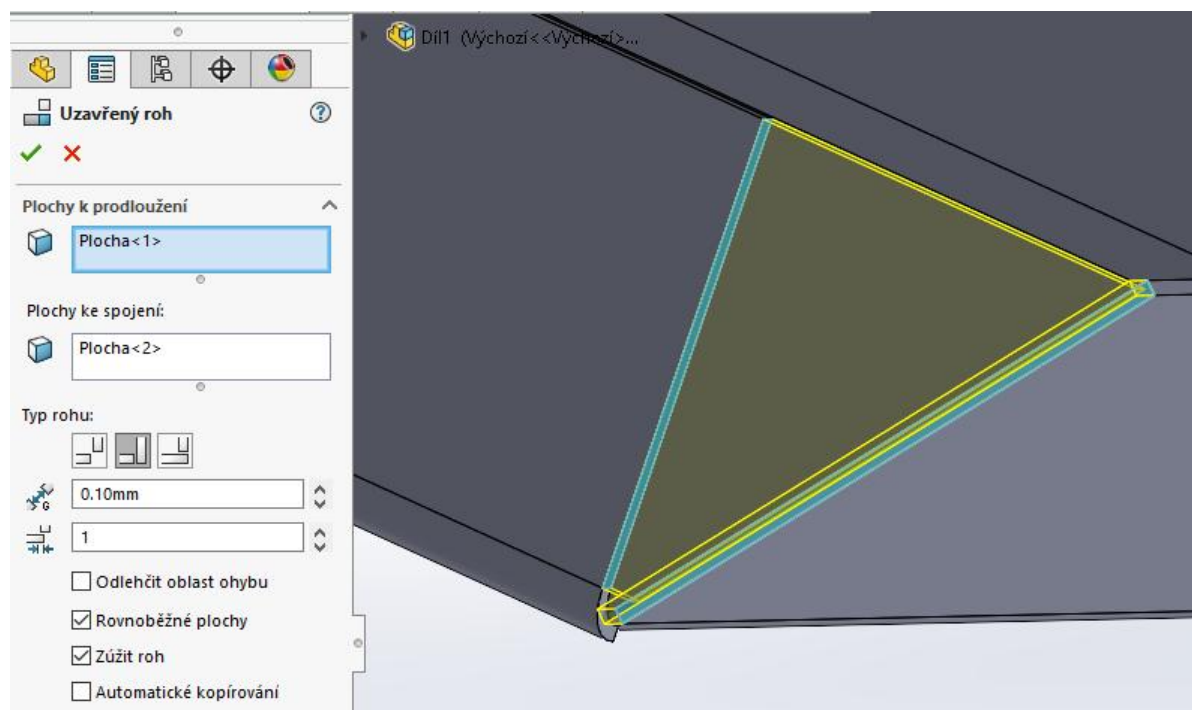 Díl1 (Výchozí<<Výchozí>...
Uzavřený roh
Plochy k prodloužení
Plocha<1>
Plochy ke spojení:
Plocha<2>
Typ rohu:
G
0.10mm
1
Odlehčit oblast ohybu
Rovnoběžné plochy
Zúžit roh
Automatické kopírování